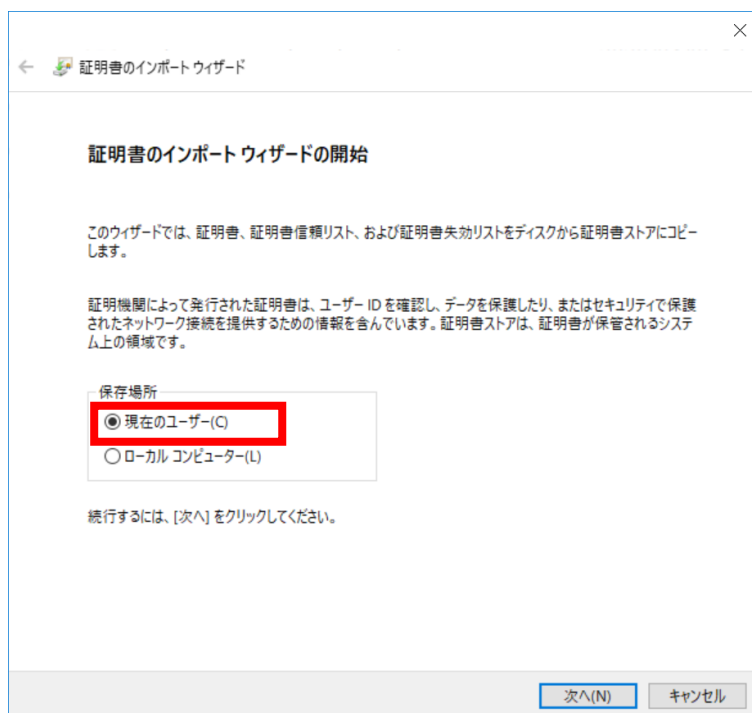 証明書のインポート ウィザード
証明書のインポート ウィザードの開始
このウィザードでは、証明書、証明書信頼リスト、および証明書失効リストをディスクから証明書ストアにコピー
します。
証明機関によって発行された証明書は、ユーザー ID を確認し、データを保護したり、またはセキュリティで保護
されたネットワーク接続を提供するための情報を含んでいます。証明書ストアは、証明書が保管されるシステ
ム上の領域です。
保存場所
現在のユーザー(C)
ローカル コンピューター(L)
続行するには、[次へ] をクリックしてください。
次へ(N) キャンセル